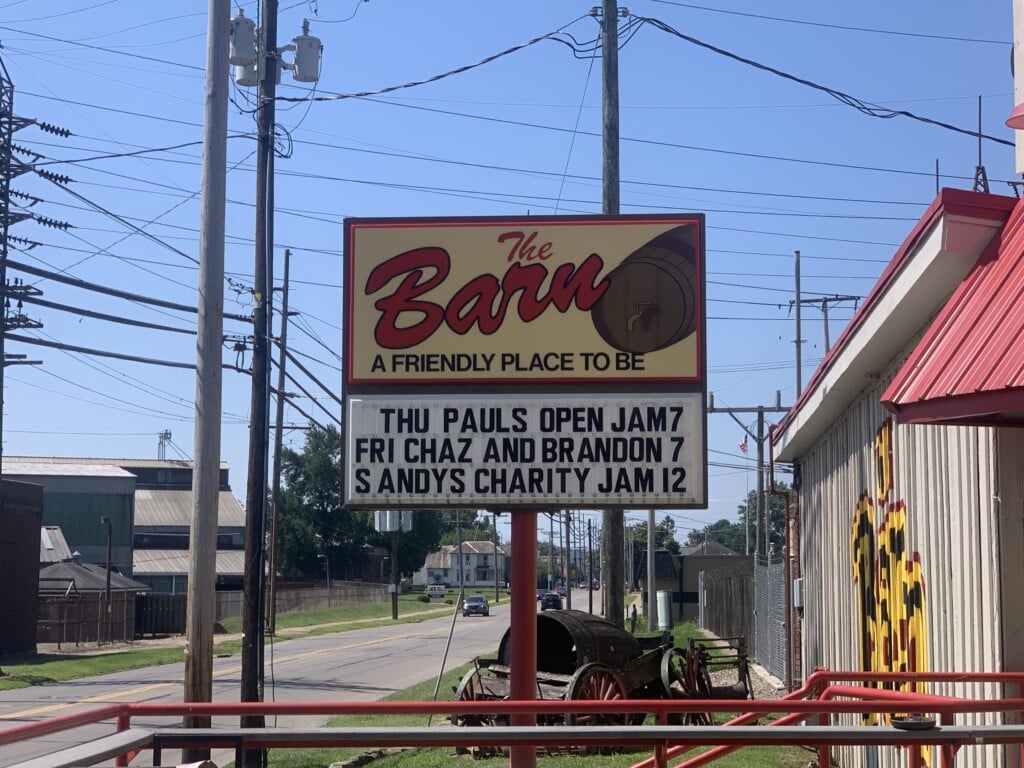 The
Barn
A FRIENDLY PLACE TO BE
THU PAULS OPEN JAM 7
FRI CHAZ AND BRANDON 7
SANDYS CHARITY JAM 12